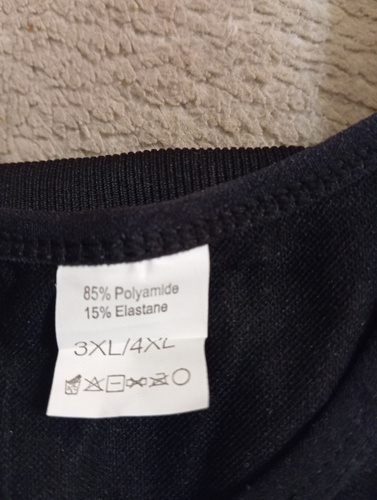 85% Polyamide
15% Elastane
3XL/4XL